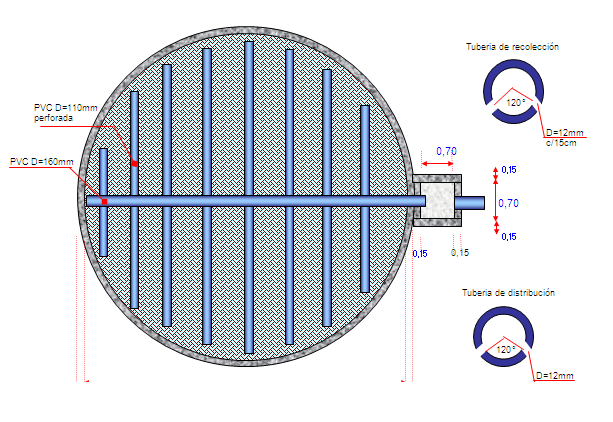 Tuberia de recolección
120°
D=12mm
c/15cm
PVC D=110mm
perforada
PVC D=160mm
0,70
0,15
0,70
0,15
0,15
0,15
Tuberia de distribución
120°
D=12mm